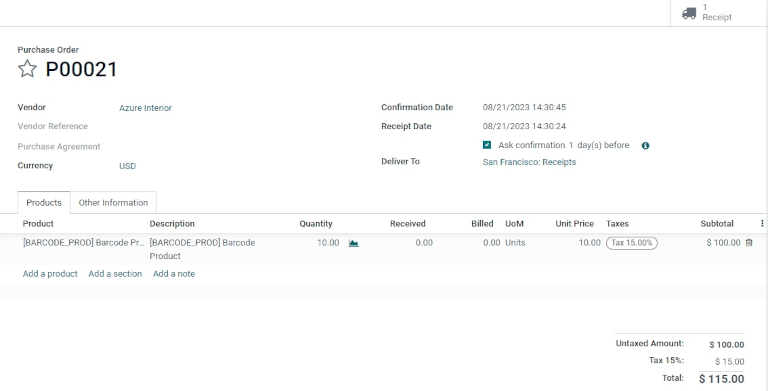 1
Receipt
Purchase Order
P00021
Vendor Azure Interior
Vendor Reference
Purchase Agreement
Currency USD
Confirmation Date 08/21/2023 14:30:45
Receipt Date 08/21/2023 14:30:24
Ask confirmation 1 day(s) before
Deliver To San Francisco: Receipts
Products Other Information
Product Description Quantity Received Billed UoM Unit Price Taxes Subtotal
[BARCODE_PROD] Barcode Pr... [BARCODE_PROD] Barcode 10.00 0.00 0.00 Units 10.00 Tax 15.00% $ 100.00
Product
Add a product Add a section Add a note
Untaxed Amount: $ 100.00
Tax 15%: $ 15.00
Total: $ 115.00